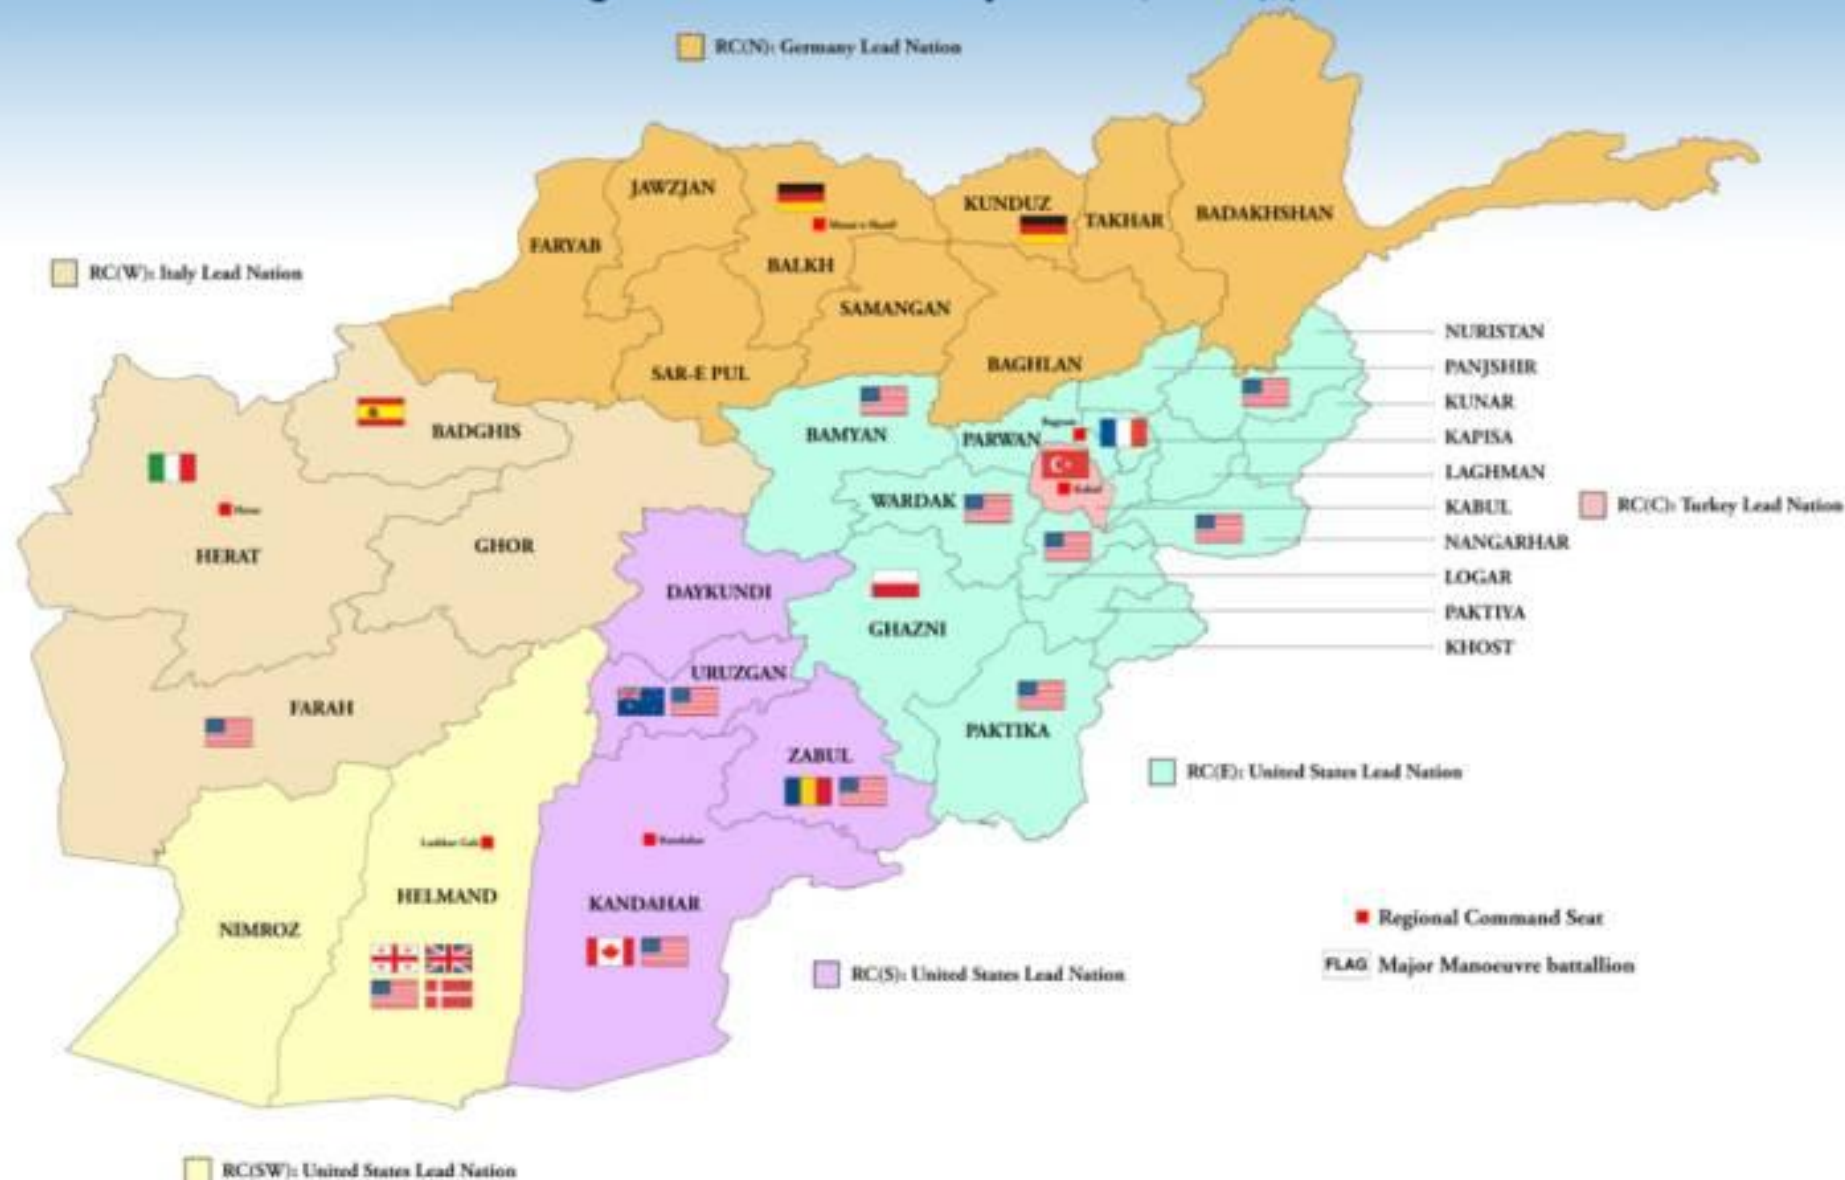 RC(N): Germany Lead Nation
JAWZJAN
KUNDUZ
TAKHAR
BADAKHSHAN
FARYAB
BALKH
RC(W): Italy Lead Nation
SAMANGAN
NURISTAN
BAGHLAN
PANJSHIR
SAR-E PUL
KUNAR
BADGHIS
BAMYAN
PARWAN
KAPISA
LAGHMAN
WARDAK
KABUL
RC(C): Turkey Lead Nation
HERAT
GHOR
NANGARHAR
LOGAR
DAYKUNDI
PAKTIYA
GHAZNI
KHOST
URUZGAN
FARAH
PAKTIKA
ZABUL
RC(E): United States Lead Nation
Kandahar
HELMAND
KANDAHAR
NIMROZ
Regional Command Seat
FLAG Major Manoeuvre battallion
RC(S): United States Lead Nation
RC(SW): United States Lead Nation